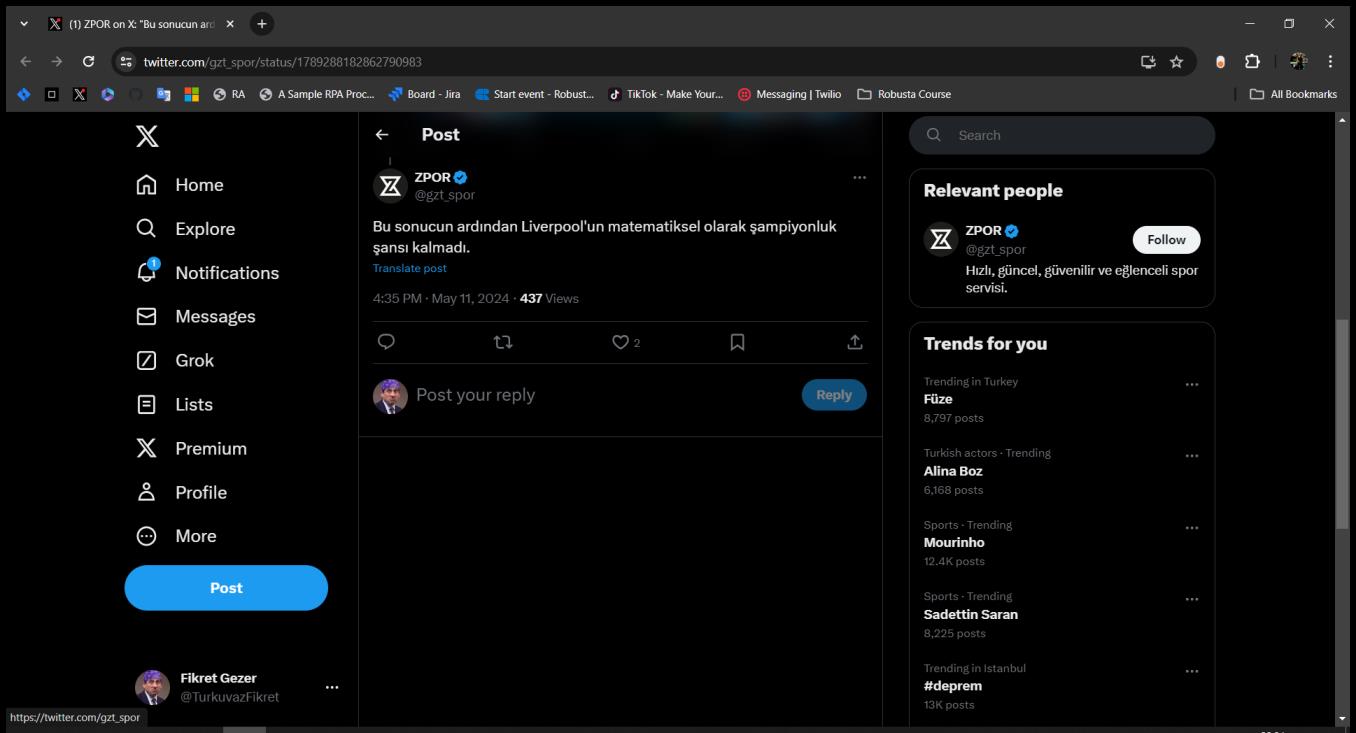 (1) ZPOR on X: "Bu sonucun ard
twitter.com/gzt_spor/status/1789288182862790983
RA
A Sample RPA Proc...
Board - Jira
Start event - Robust...
TikTok - Make Your...
Messaging | Twilio
Robusta Course
All Bookmarks
Home
Explore
1
Notifications
Messages
Grok
Lists
Premium
Profile
More
Post
Fikret Gezer
@TurkuvazFikret
https://twitter.com/gzt_spor
Post
ZPOR
@gzt_spor
Bu sonucun ardından Liverpool'un matematiksel olarak şampiyonluk
şansı kalmadı.
Translate post
4:35 PM · May 11, 2024 · 437 Views
2
Post your reply
Reply
Search
Relevant people
ZPOR
@gzt_spor
Follow
Hızlı, güncel, güvenilir ve eğlenceli spor
servisi.
Trends for you
Trending in Turkey
Füze
8,797 posts
Turkish actors · Trending
Alina Boz
6,168 posts
Sports · Trending
Mourinho
12.4K posts
Sports · Trending
Sadettin Saran
8,225 posts
Trending in Istanbul
#deprem
13K posts